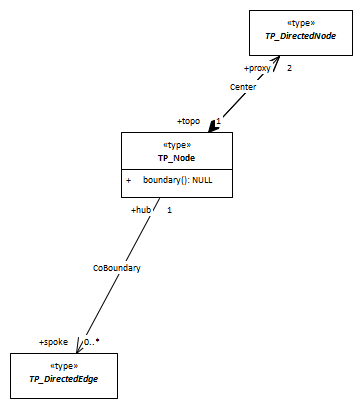 «type»
TP_DirectedNode
+proxy 2
Center
+topo 1
«type»
TP_Node
+ boundary(): NULL
+hub 1
CoBoundary
+spoke 0..*
«type»
TP_DirectedEdge